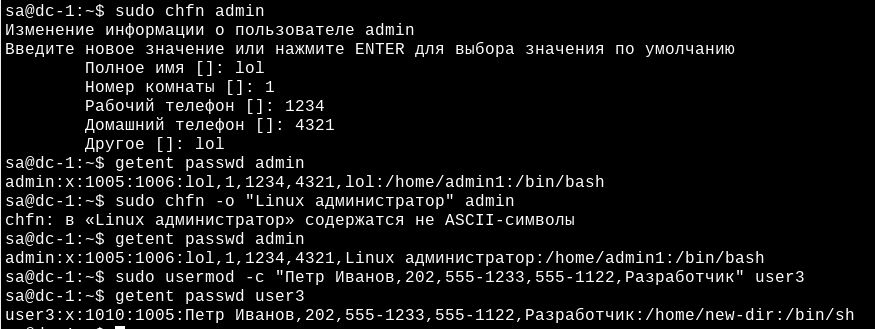 sa@dc-1:~$ sudo chfn admin
Изменение информации о пользователе admin
Введите новое значение или нажмите ENTER для выбора значения по умолчанию
        Полное имя []: lol
        Номер комнаты []: 1
        Рабочий телефон []: 1234
        Домашний телефон []: 4321
        Другое []: lol
sa@dc-1:~$ getent passwd admin
admin:x:1005:1006:lol,1,1234,4321,lol:/home/admin1:/bin/bash
sa@dc-1:~$ sudo chfn -o "Linux администратор" admin
chfn: в «Linux администратор» содержатся не ASCII-символы
sa@dc-1:~$ getent passwd admin
admin:x:1005:1006:lol,1,1234,4321,Linux администратор:/home/admin1:/bin/bash
sa@dc-1:~$ sudo usermod -c "Петр Иванов,202,555-1233,555-1122,Разработчик" user3
sa@dc-1:~$ getent passwd user3
user3:x:1010:1005:Петр Иванов,202,555-1233,555-1122,Разработчик:/home/new-dir:/bin/sh